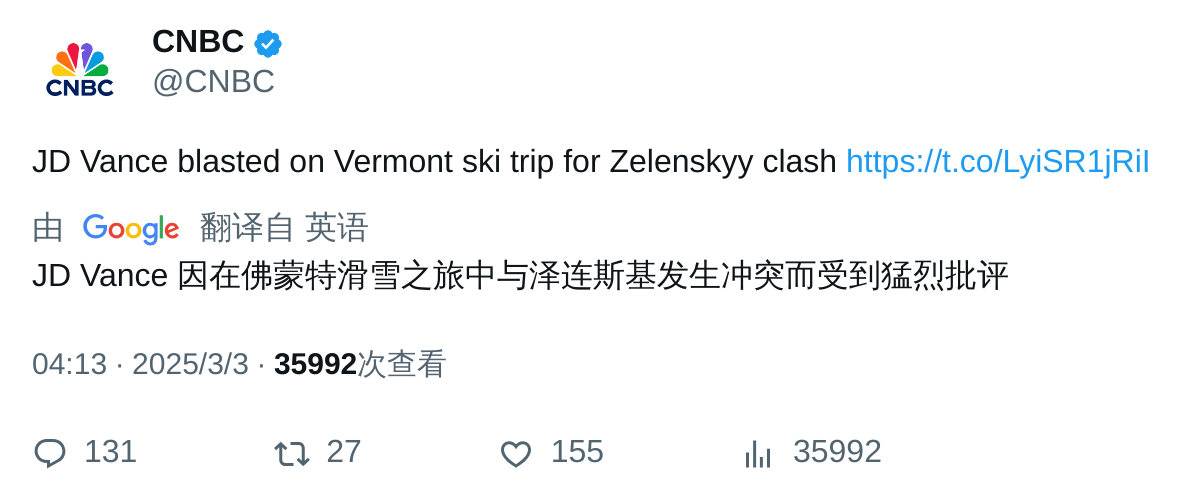 CNBC
CNBC
@CNBC
JD Vance blasted on Vermont ski trip for Zelenskyy clash https://t.co/LyiSR1jRiI
由 Google 翻译自 英语
JD Vance 因在佛蒙特滑雪之旅中与泽连斯基发生冲突而受到猛烈批评
04:13 · 2025/3/3 · 35992次查看
131 27 155 35992